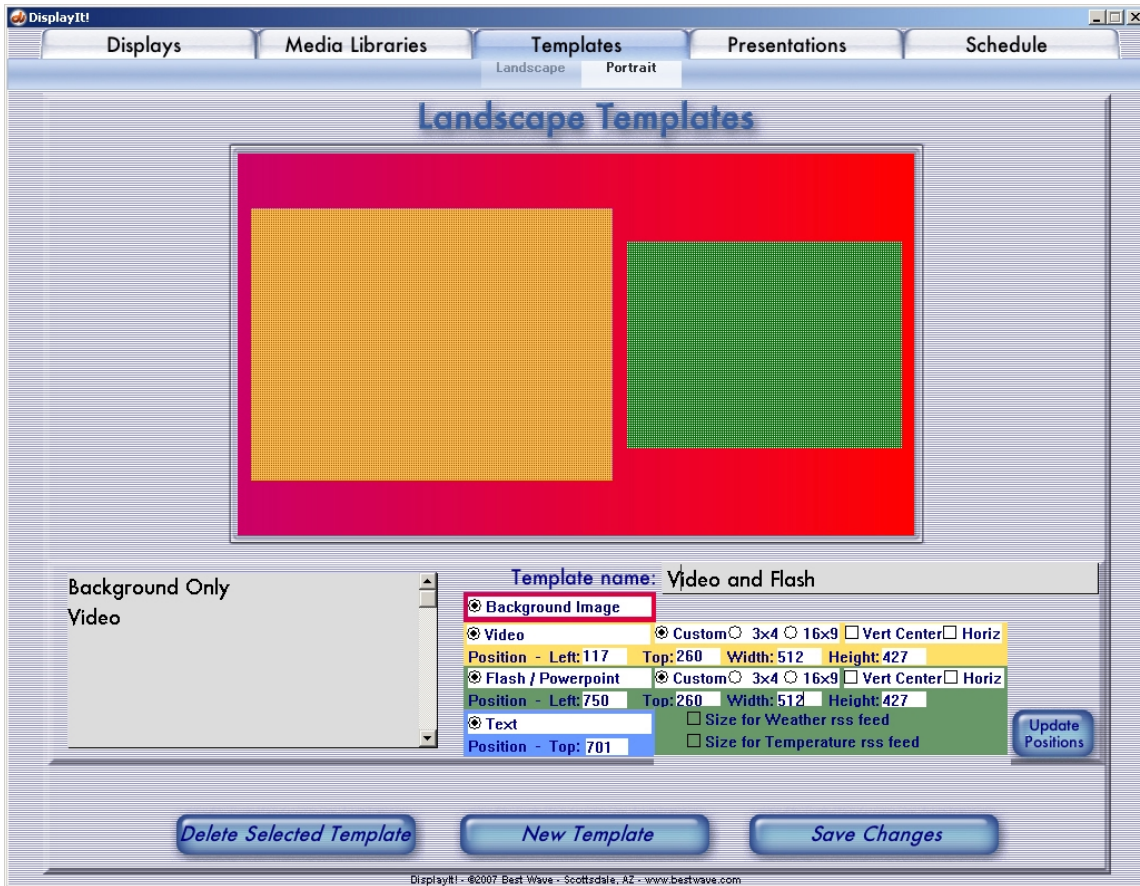 DisplayIt!
Displays Media Libraries Templates Presentations Schedule
Landscape Portrait
Landscape Templates
Background Only
Video
Template name: Video and Flash
Background Image
Video Custom 3x4 16x9 Vert Center Horiz
Position - Left: 117 Top: 260 Width: 512 Height: 427
Flash / Powerpoint Custom 3x4 16x9 Vert Center Horiz
Position - Left: 750 Top: 260 Width: 512 Height: 427
Text Size for Weather rss feed
Position - Top: 701 Size for Temperature rss feed
Update
Positions
Delete Selected Template New Template Save Changes
DisplayIt! - ©2007 Best Wave - Scottsdale, AZ - www.bestwave.com